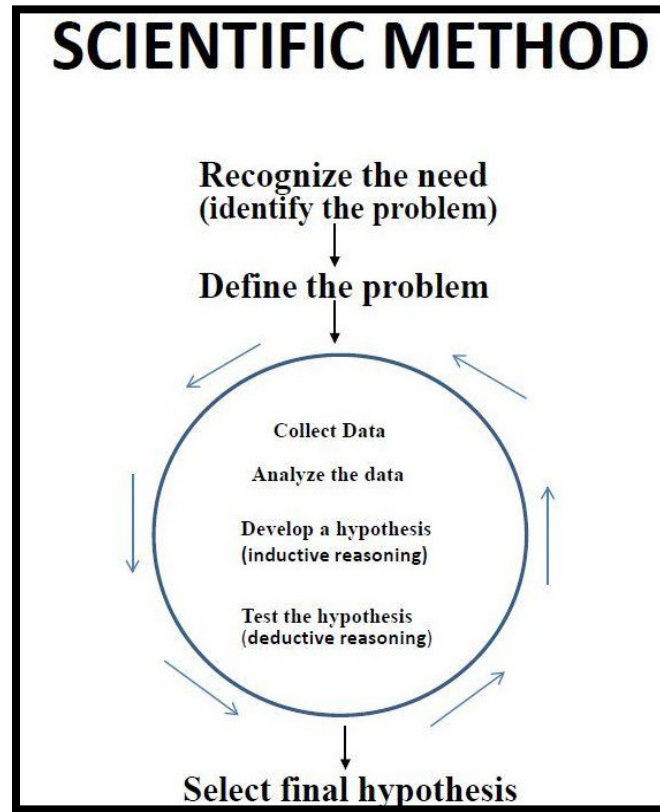 SCIENTIFIC METHOD
Recognize the need
(identify the problem)
Define the problem
Collect Data
Analyze the data
Develop a hypothesis
(inductive reasoning)
Test the hypothesis
(deductive reasoning)
Select final hypothesis